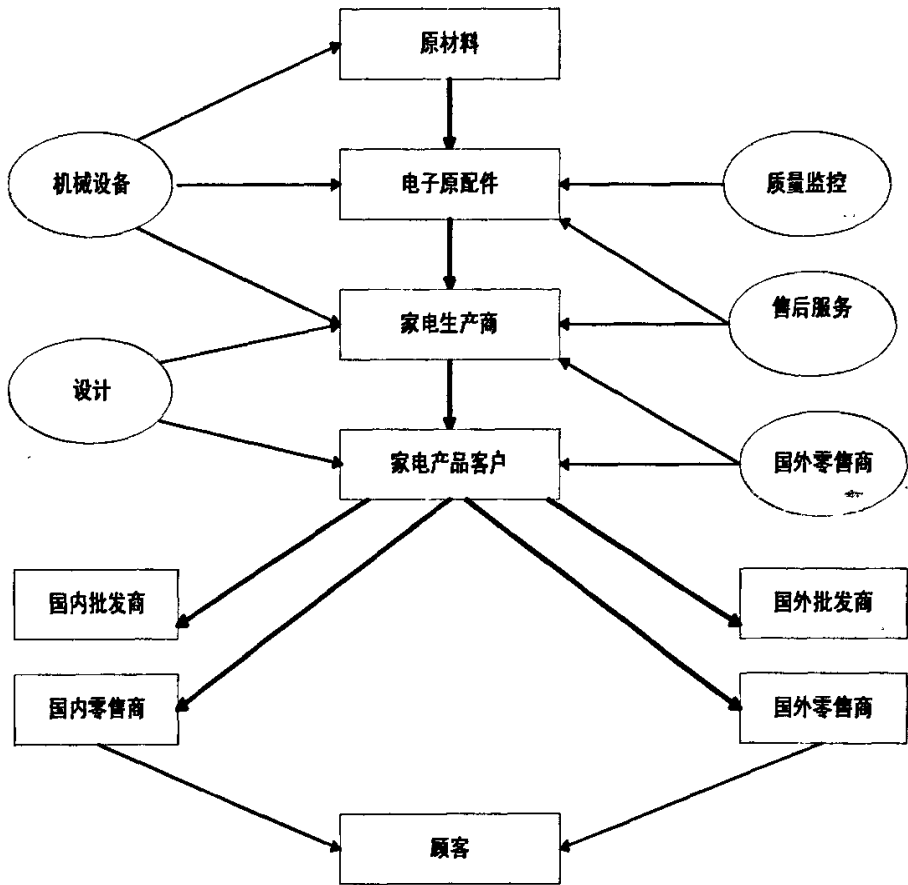 原材料
机械设备
电子原配件
质量监控
家电生产商
售后服务
设计
家电产品客户
国外零售商
国内批发商
国外批发商
国内零售商
国外零售商
顾客